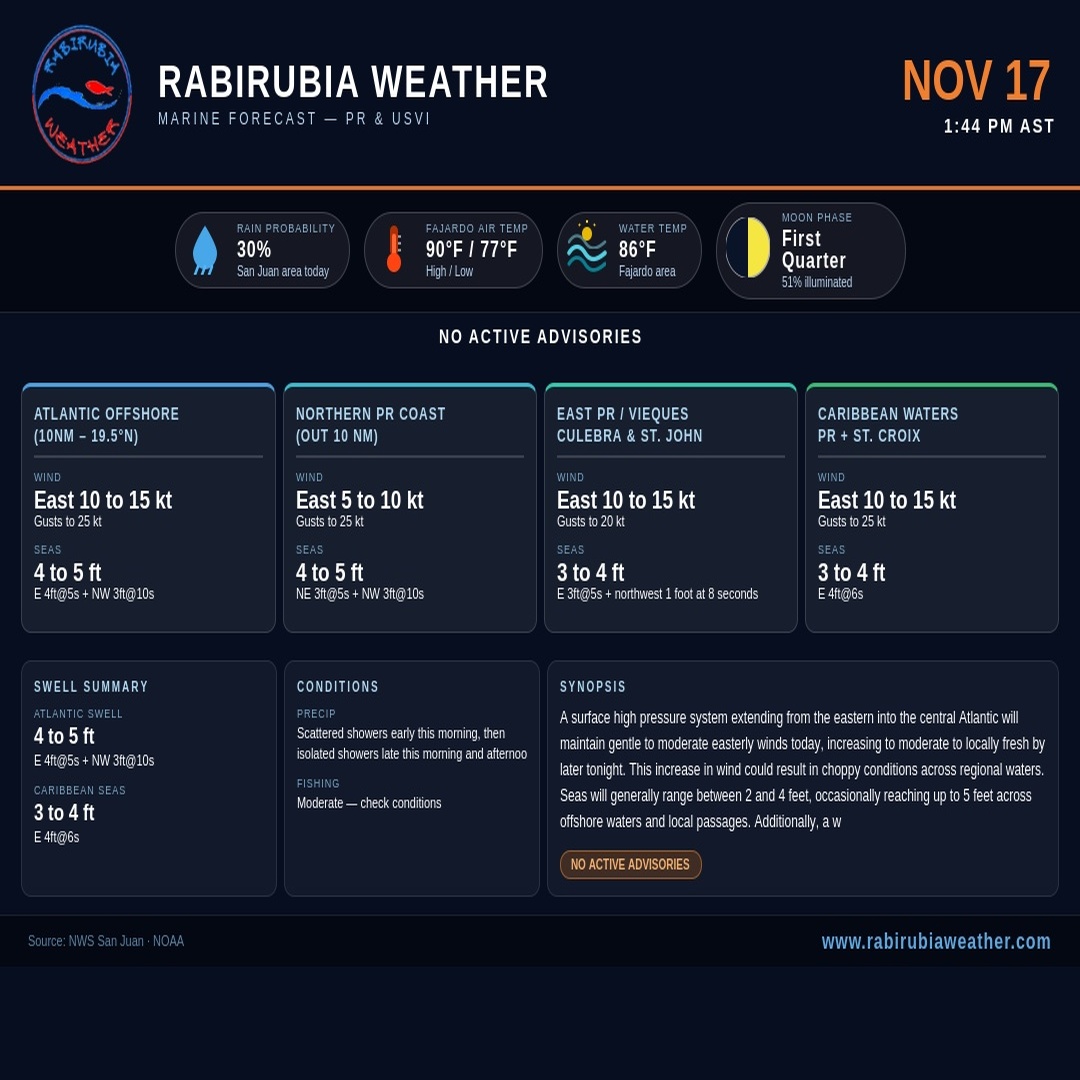 RABIRUBIA
WEATHER
RABIRUBIA WEATHER
MARINE FORECAST — PR & USVI
NOV 17
1:44 PM AST
RAIN PROBABILITY
30%
San Juan area today
FAJARDO AIR TEMP
90°F / 77°F
High / Low
WATER TEMP
86°F
Fajardo area
MOON PHASE
First
Quarter
51% illuminated
NO ACTIVE ADVISORIES
ATLANTIC OFFSHORE
(10NM – 19.5°N)
WIND
East 10 to 15 kt
Gusts to 25 kt
SEAS
4 to 5 ft
E 4ft@5s + NW 3ft@10s
NORTHERN PR COAST
(OUT 10 NM)
WIND
East 5 to 10 kt
Gusts to 25 kt
SEAS
4 to 5 ft
NE 3ft@5s + NW 3ft@10s
EAST PR / VIEQUES
CULEBRA & ST. JOHN
WIND
East 10 to 15 kt
Gusts to 20 kt
SEAS
3 to 4 ft
E 3ft@5s + northwest 1 foot at 8 seconds
CARIBBEAN WATERS
PR + ST. CROIX
WIND
East 10 to 15 kt
Gusts to 25 kt
SEAS
3 to 4 ft
E 4ft@6s
SWELL SUMMARY
ATLANTIC SWELL
4 to 5 ft
E 4ft@5s + NW 3ft@10s
CARIBBEAN SEAS
3 to 4 ft
E 4ft@6s
CONDITIONS
PRECIP
Scattered showers early this morning, then
isolated showers late this morning and afternoo
FISHING
Moderate — check conditions
SYNOPSIS
A surface high pressure system extending from the eastern into the central Atlantic will
maintain gentle to moderate easterly winds today, increasing to moderate to locally fresh by
later tonight. This increase in wind could result in choppy conditions across regional waters.
Seas will generally range between 2 and 4 feet, occasionally reaching up to 5 feet across
offshore waters and local passages. Additionally, a w
NO ACTIVE ADVISORIES
Source: NWS San Juan · NOAA
www.rabirubiaweather.com